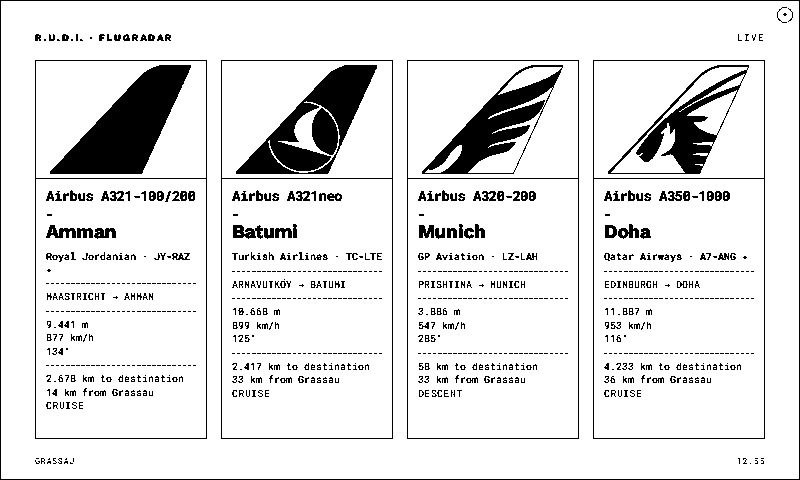 R.U.D.I. · FLUGRADAR
LIVE
Airbus A321-100/200
-
Amman
Royal Jordanian · JY-RAZ
✦
MAASTRICHT → AMMAN
9.441 m
877 km/h
134°
2.678 km to destination
14 km from Grassau
CRUISE
Airbus A321neo
-
Batumi
Turkish Airlines · TC-LTE
ARNAVUTKÖY → BATUMI
10.668 m
899 km/h
125°
2.417 km to destination
33 km from Grassau
CRUISE
Airbus A320-200
-
Munich
GP Aviation · LZ-LAH
PRISHTINA → MUNICH
3.886 m
547 km/h
285°
58 km to destination
33 km from Grassau
DESCENT
Airbus A350-1000
-
Doha
Qatar Airways · A7-ANG ✦
EDINBURGH → DOHA
11.887 m
953 km/h
116°
4.233 km to destination
36 km from Grassau
CRUISE
GRASSAU